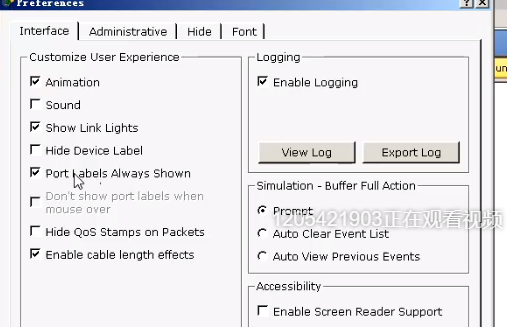 Preferences
Interface
Administrative
Hide
Font
Customize User Experience
Animation
Sound
Show Link Lights
Hide Device Label
Port Labels Always Shown
Don't show port labels when
mouse over
Hide QoS Stamps on Packets
Enable cable length effects
Logging
Enable Logging
View Log
Export Log
Simulation - Buffer Full Action
Prompt
1205421903正在观看视频
Auto Clear Event List
Auto View Previous Events
Accessibility
Enable Screen Reader Support